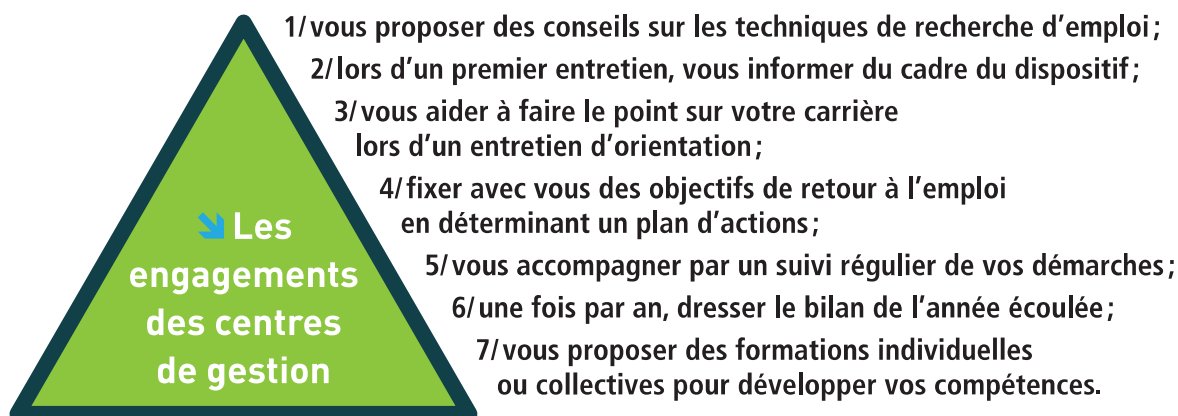 1/ vous proposer des conseils sur les techniques de recherche d'emploi ;
2/ lors d'un premier entretien, vous informer du cadre du dispositif ;
3/ vous aider à faire le point sur votre carrière
lors d'un entretien d'orientation ;
4/ fixer avec vous des objectifs de retour à l'emploi
en déterminant un plan d'actions ;
5/ vous accompagner par un suivi régulier de vos démarches ;
6/ une fois par an, dresser le bilan de l'année écoulée ;
7/ vous proposer des formations individuelles
ou collectives pour développer vos compétences.
Les
engagements
des centres
de gestion